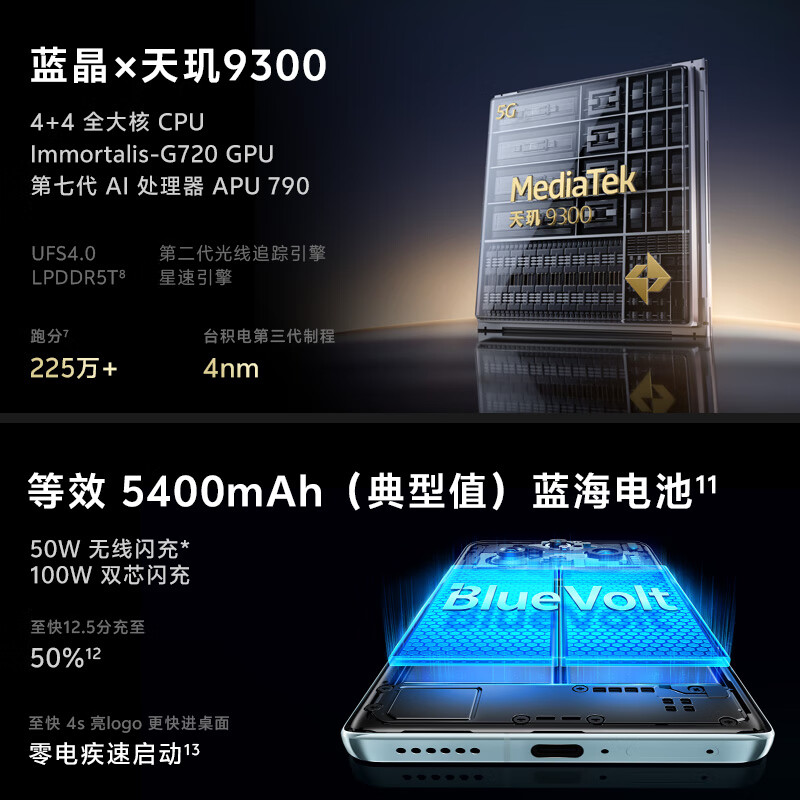 蓝晶×天玑9300
4+4 全大核 CPU
Immortalis-G720 GPU
第七代 AI 处理器 APU 790
UFS4.0 第二代光线追踪引擎
LPDDR5T⁸ 星速引擎
跑分⁷ 台积电第三代制程
225万+ 4nm
5G
MediaTek
天玑 9300
等效 5400mAh（典型值）蓝海电池¹¹
50W 无线闪充*
100W 双芯闪充
至快12.5分充至
50%¹²
至快 4s 亮logo 更快进桌面
零电疾速启动¹³
BlueVolt